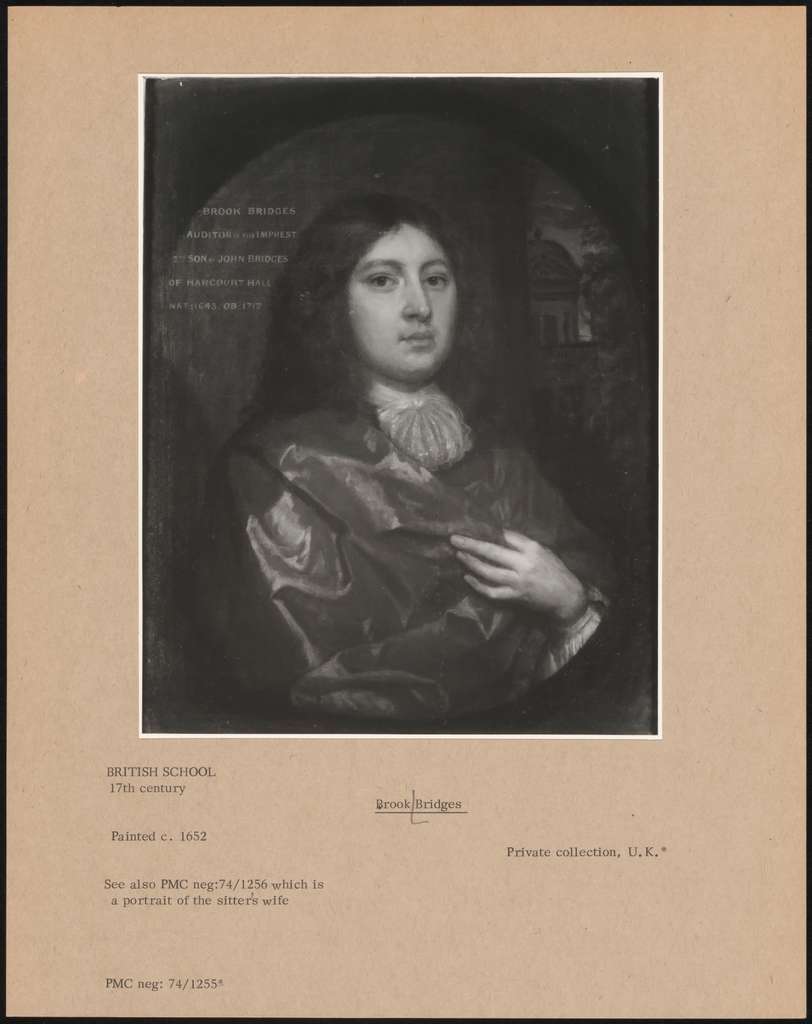 BROOK BRIDGES
AUDITOR OF THE IMPREST
2ND SON OF JOHN BRIDGES
OF HARCOURT HALL
NAT: 1643. OB: 1717
BRITISH SCHOOL
17th century
Brook Bridges
Painted c. 1652
Private collection, U.K.*
See also PMC neg:74/1256 which is
a portrait of the sitter's wife
PMC neg: 74/1255*